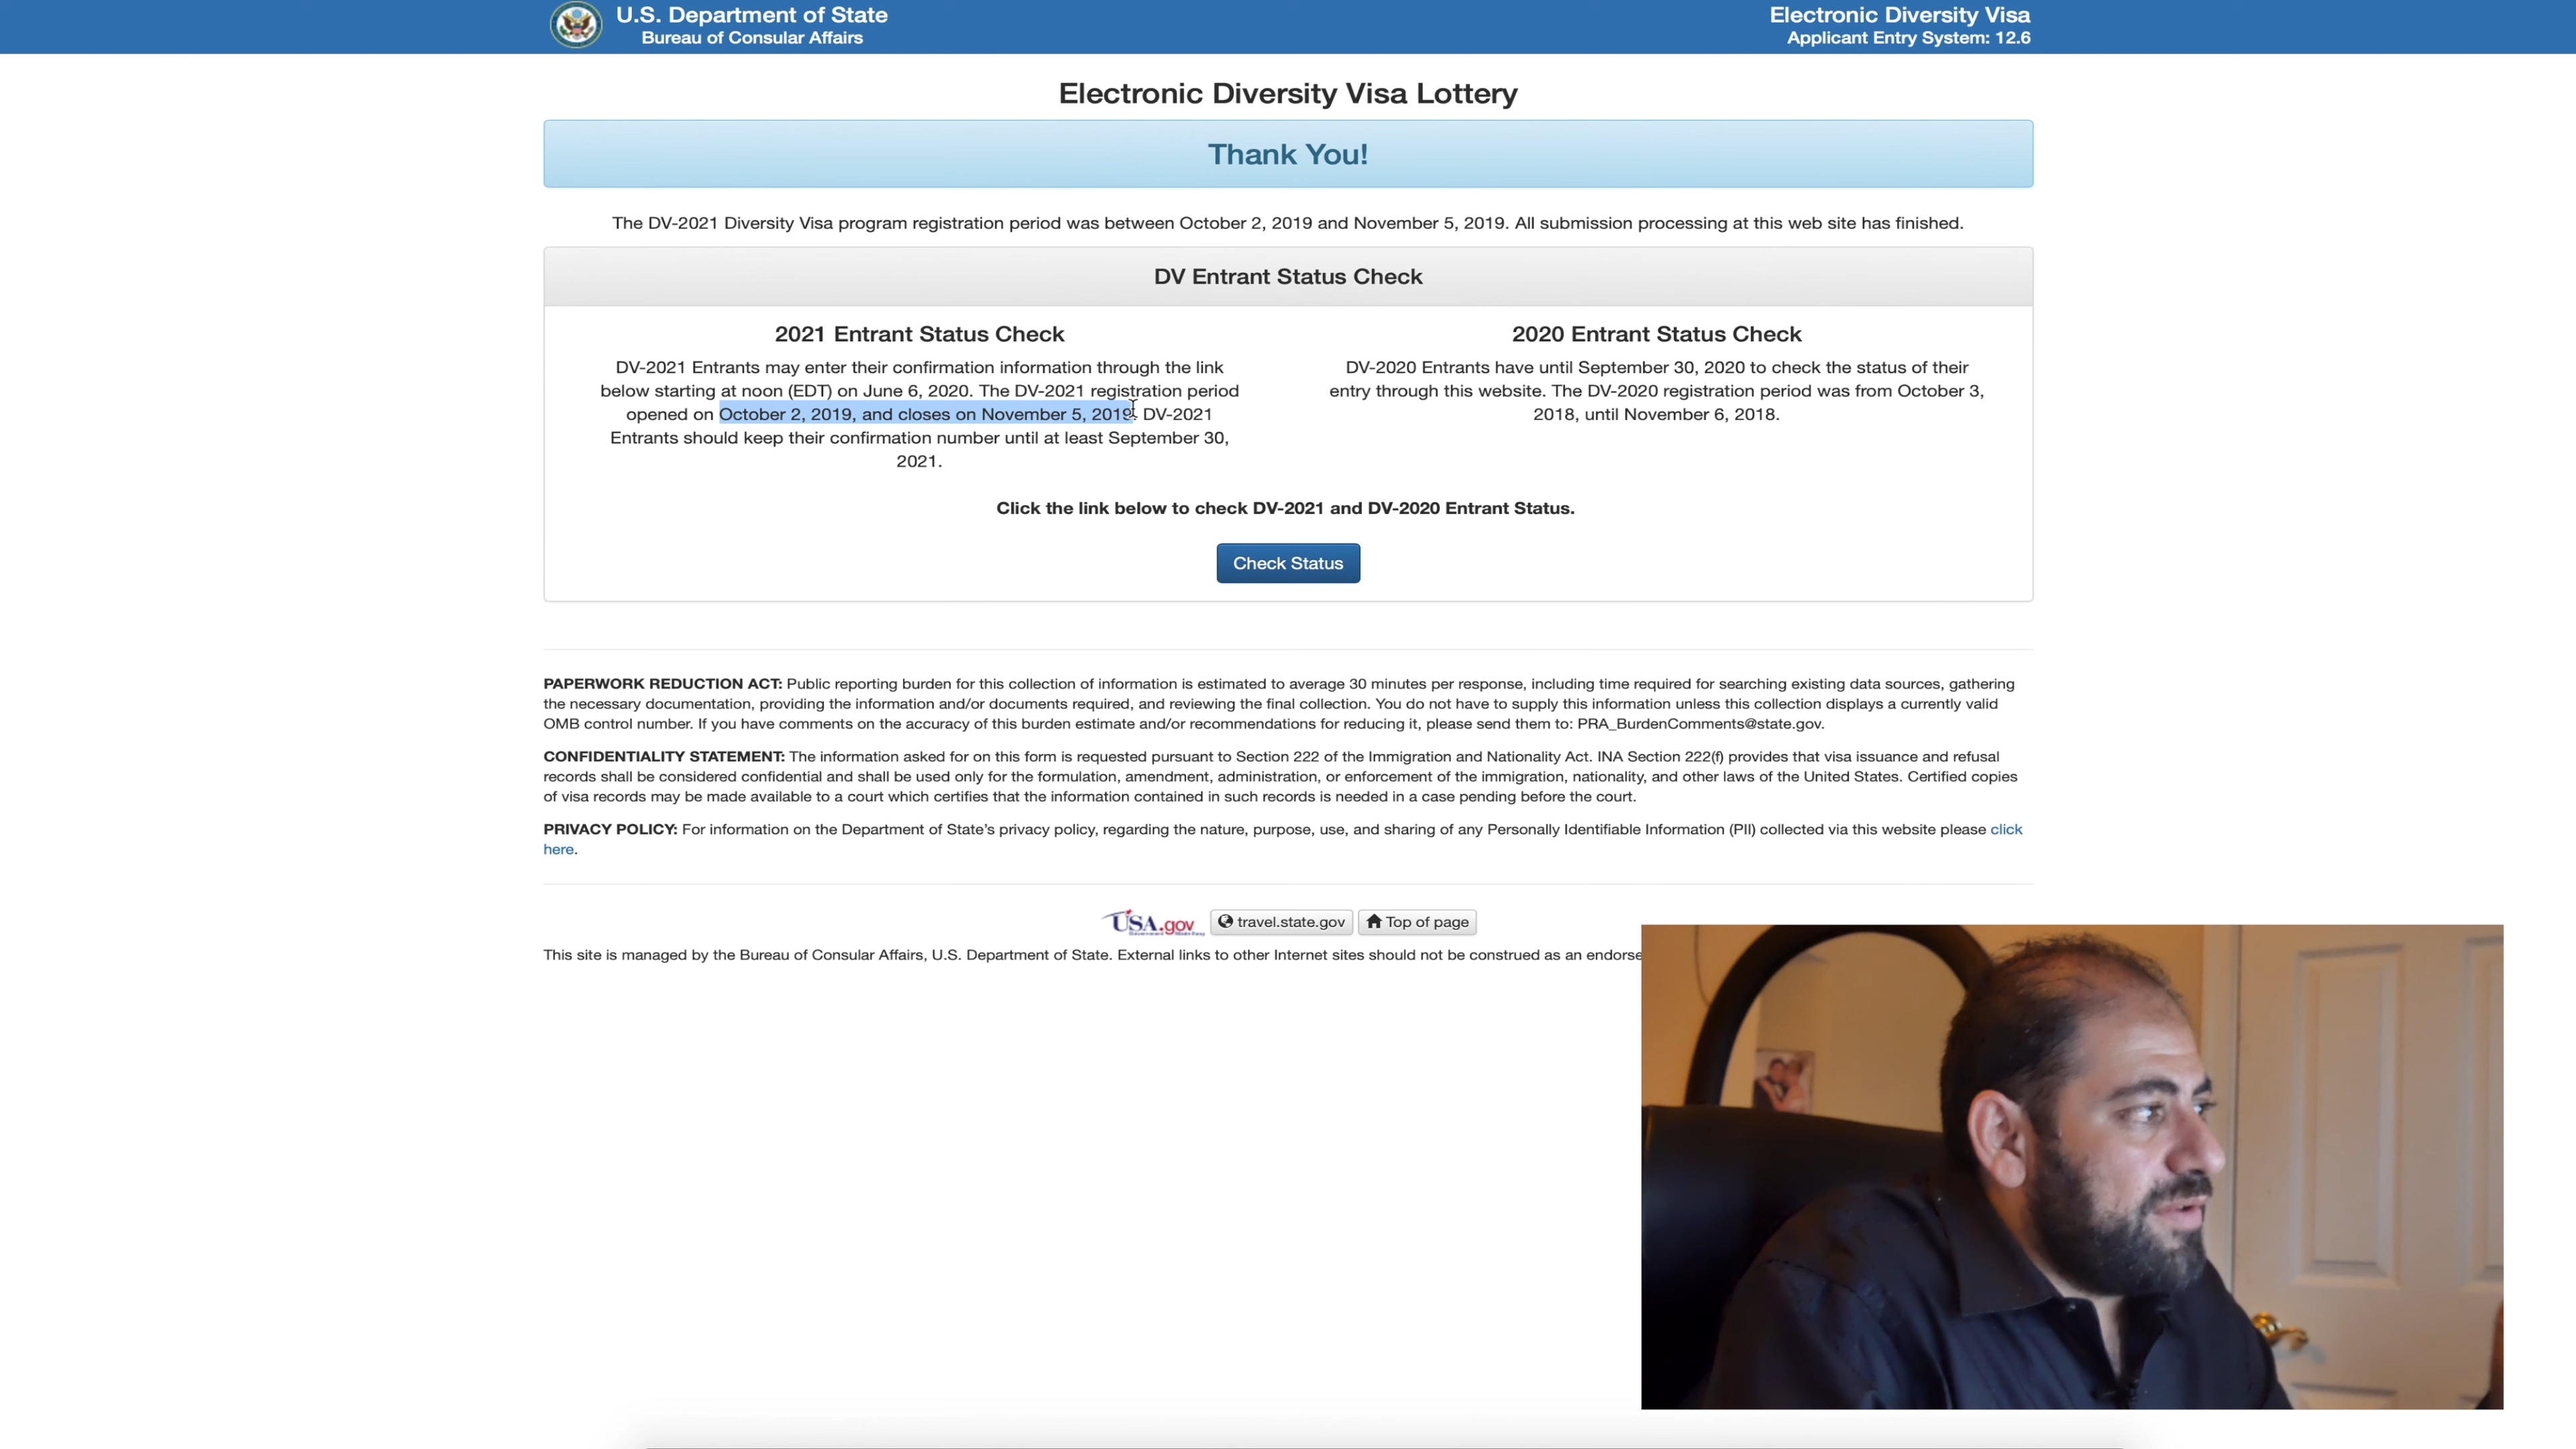 U.S. Department of State
Bureau of Consular Affairs
Electronic Diversity Visa
Applicant Entry System: 12.6
Electronic Diversity Visa Lottery
Thank You!
The DV-2021 Diversity Visa program registration period was between October 2, 2019 and November 5, 2019. All submission processing at this web site has finished.
DV Entrant Status Check
2021 Entrant Status Check
DV-2021 Entrants may enter their confirmation information through the link
below starting at noon (EDT) on June 6, 2020. The DV-2021 registration period
opened on October 2, 2019, and closes on November 5, 2019. DV-2021
Entrants should keep their confirmation number until at least September 30,
2021.
2020 Entrant Status Check
DV-2020 Entrants have until September 30, 2020 to check the status of their
entry through this website. The DV-2020 registration period was from October 3,
2018, until November 6, 2018.
Click the link below to check DV-2021 and DV-2020 Entrant Status.
Check Status
PAPERWORK REDUCTION ACT: Public reporting burden for this collection of information is estimated to average 30 minutes per response, including time required for searching existing data sources, gathering
the necessary documentation, providing the information and/or documents required, and reviewing the final collection. You do not have to supply this information unless this collection displays a currently valid
OMB control number. If you have comments on the accuracy of this burden estimate and/or recommendations for reducing it, please send them to: PRA_BurdenComments@state.gov.
CONFIDENTIALITY STATEMENT: The information asked for on this form is requested pursuant to Section 222 of the Immigration and Nationality Act. INA Section 222(f) provides that visa issuance and refusal
records shall be considered confidential and shall be used only for the formulation, amendment, administration, or enforcement of the immigration, nationality, and other laws of the United States. Certified copies
of visa records may be made available to a court which certifies that the information contained in such records is needed in a case pending before the court.
PRIVACY POLICY: For information on the Department of State's privacy policy, regarding the nature, purpose, use, and sharing of any Personally Identifiable Information (PII) collected via this website please click
here.
USA.gov
travel.state.gov
Top of page
This site is managed by the Bureau of Consular Affairs, U.S. Department of State. External links to other Internet sites should not be construed as an endorse